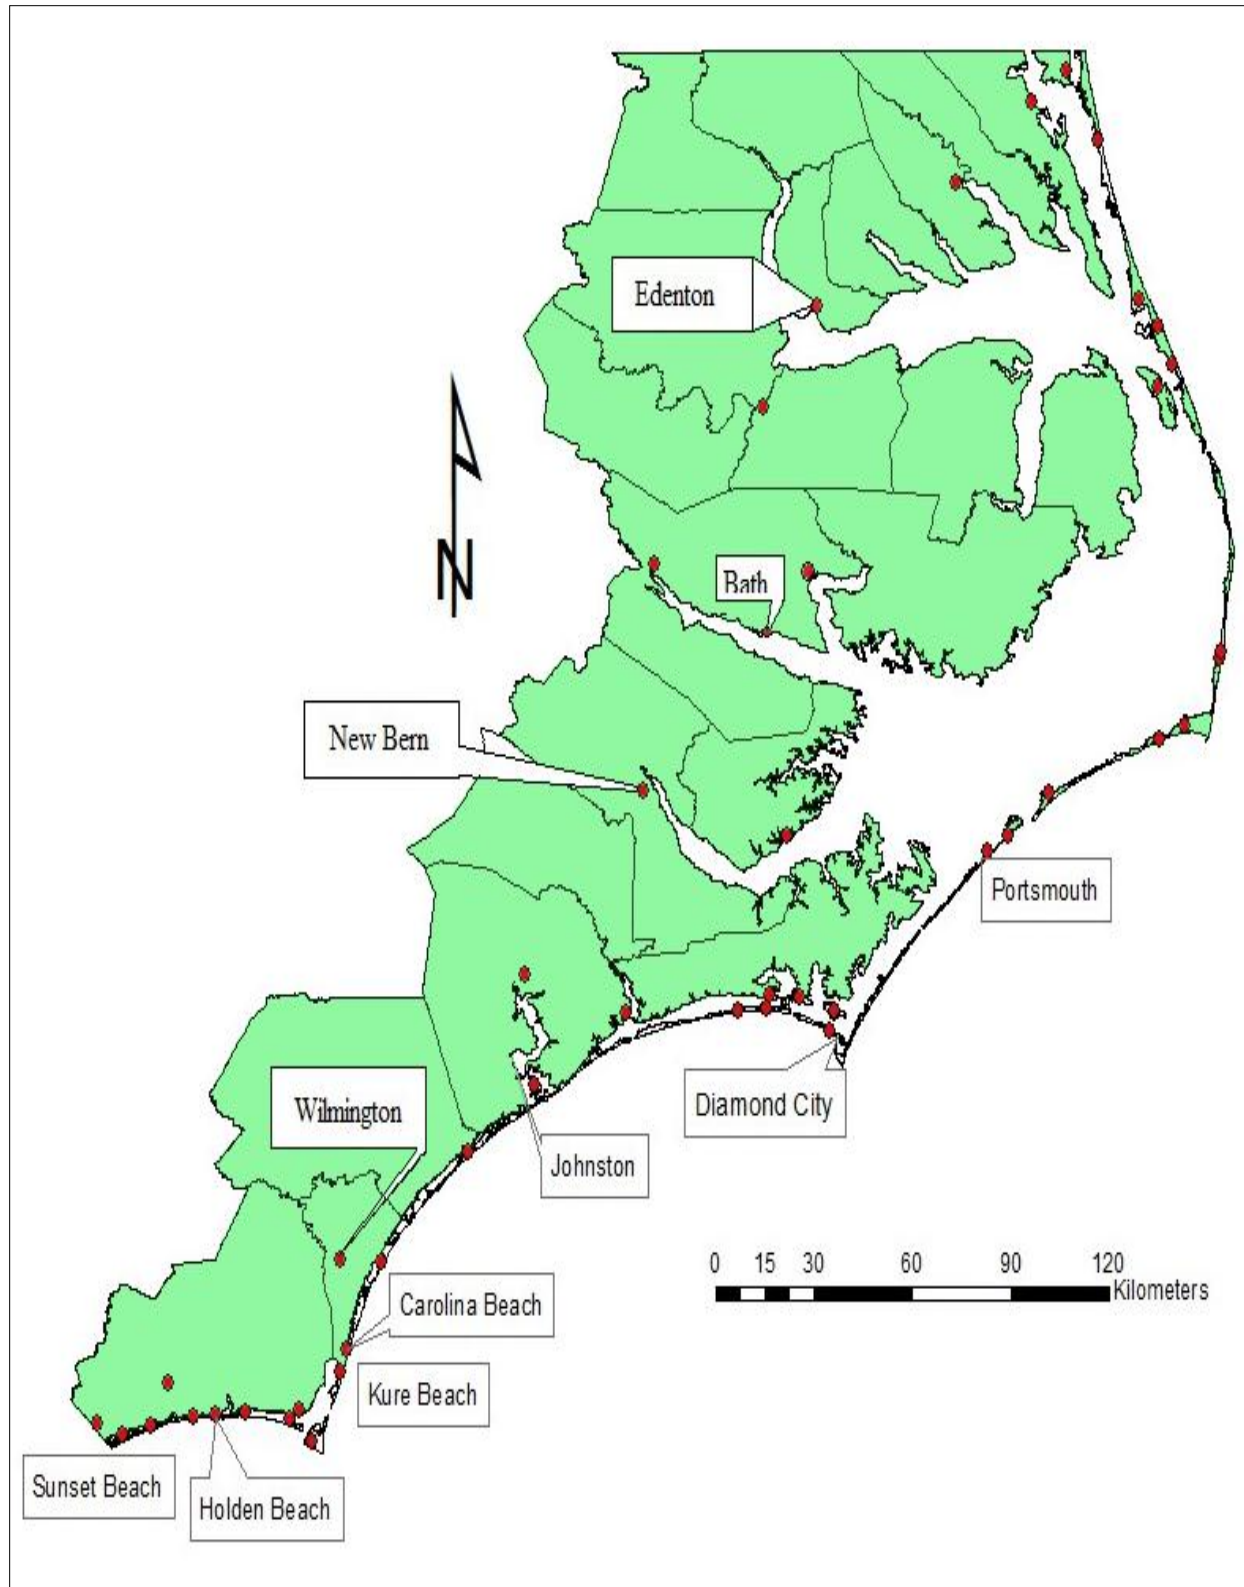 Edenton
N
Bath
New Bern
Portsmouth
Diamond City
Wilmington
Johnston
0 15 30 60 90 120
Kilometers
Carolina Beach
Kure Beach
Sunset Beach
Holden Beach